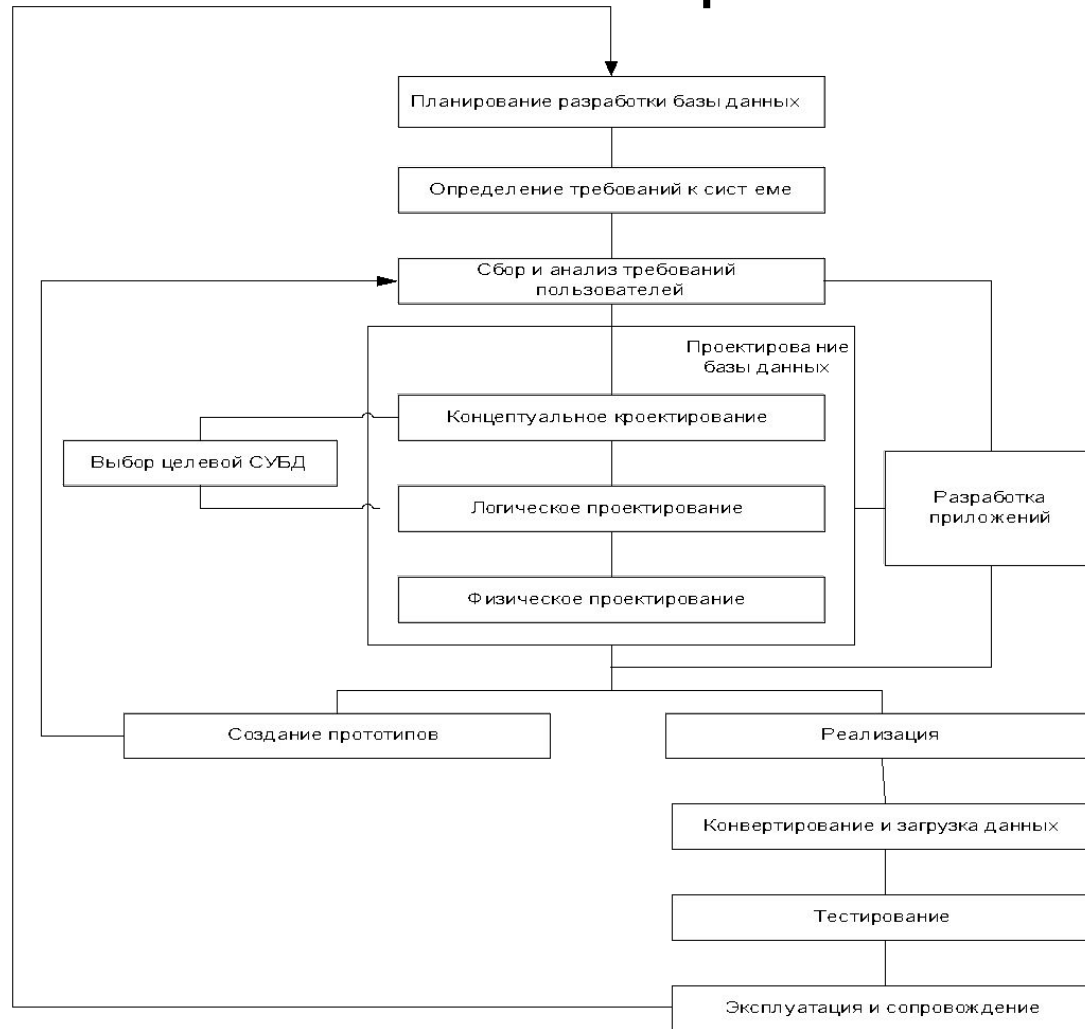 Планирование разработки базы данных
Определение требований к сист еме
Сбор и анализ требований
пользователей
Проектирова ние
базы данных
Концептуальное кроектирование
Выбор целевой СУБД
Логическое проектирование
Разработка
приложений
Физическое проектирование
Создание прототипов
Реализация
Конвертирование и загрузка данных
Тестирование
Эксплуатация и сопровождение